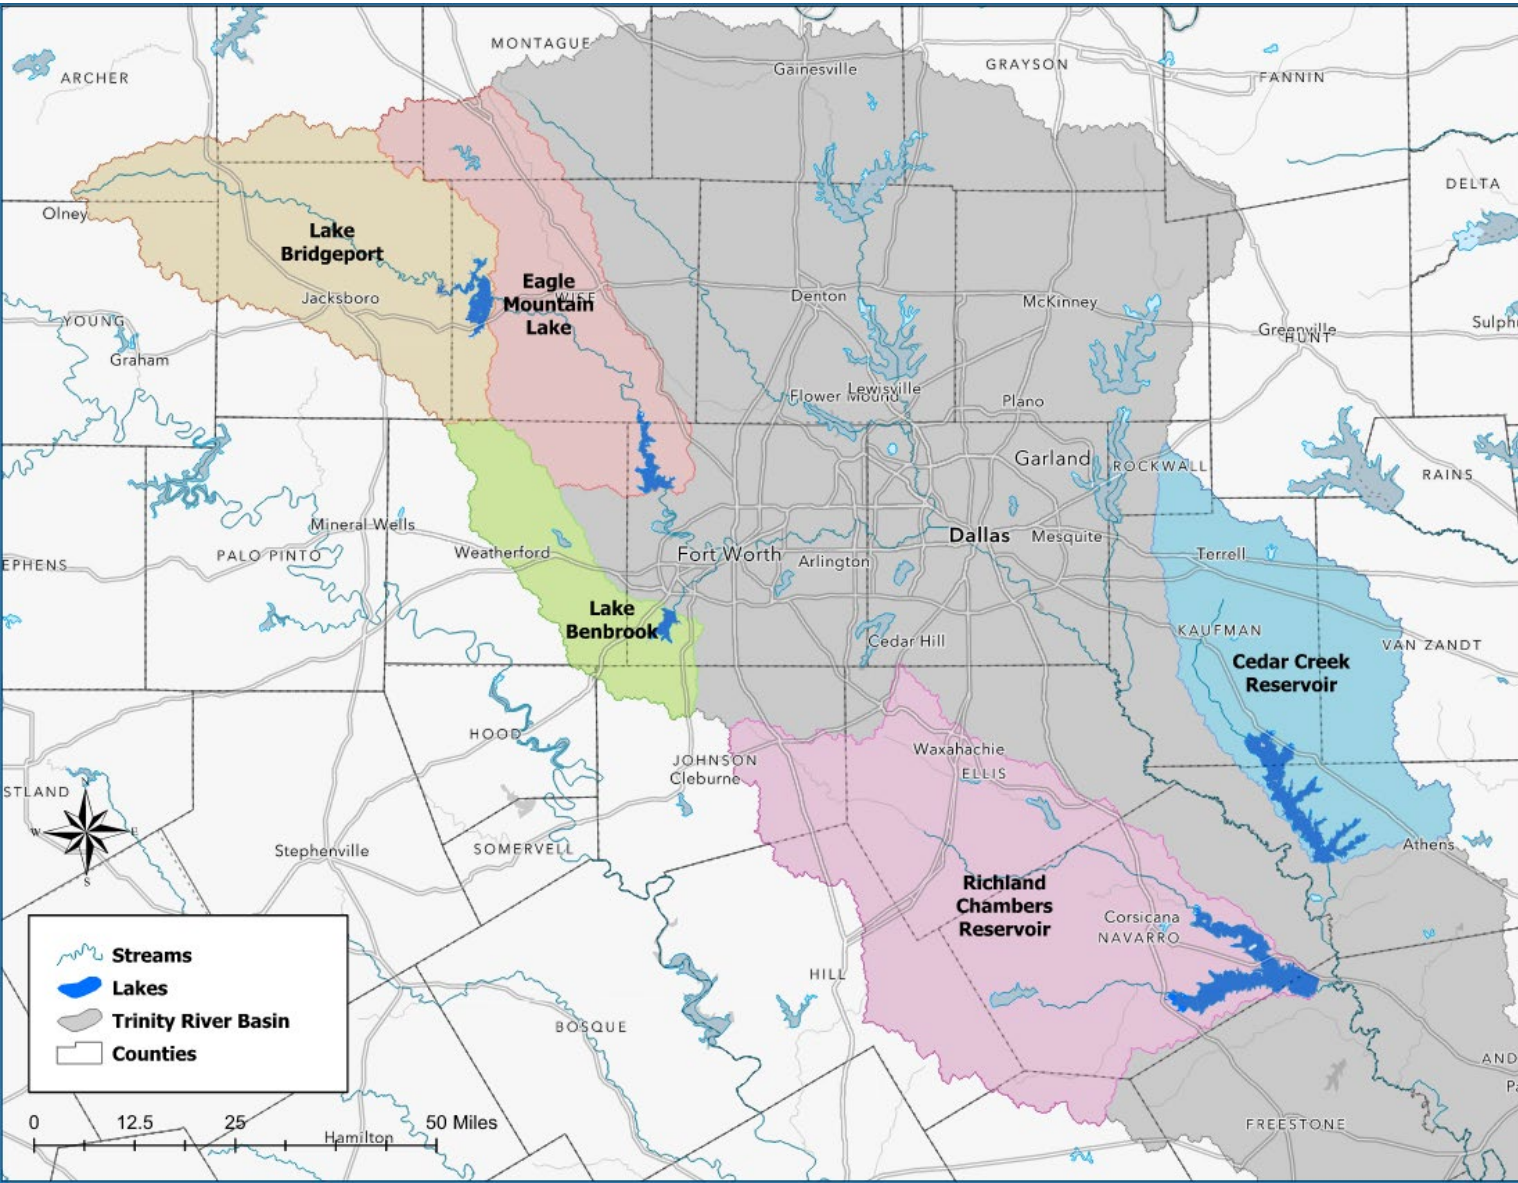 MONTAGUE
Gainesville
GRAYSON
ARCHER
FANNIN
DELTA
Olney
Lake
Bridgeport
Eagle
Mountain
Lake
WISE
Jacksboro
Denton
McKinney
YOUNG
Greenville
HUNT
Graham
Lewisville
Flower Mound
Plano
Garland
ROCKWALL
RAINS
Mineral Wells
PALO PINTO
EPHENS
Weatherford
Fort Worth
Arlington
Dallas
Mesquite
Terrell
Lake
Benbrook
Cedar Hill
KAUFMAN
VAN ZANDT
Cedar Creek
Reservoir
HOOD
JOHNSON
Cleburne
Waxahachie
ELLIS
STLAND
N
W
E
S
Stephenville
SOMERVELL
Athens
Richland
Chambers
Reservoir
Corsicana
NAVARRO
HILL
BOSQUE
FREESTONE
Hamilton
Streams
Lakes
Trinity River Basin
Counties
0 12.5 25 50 Miles